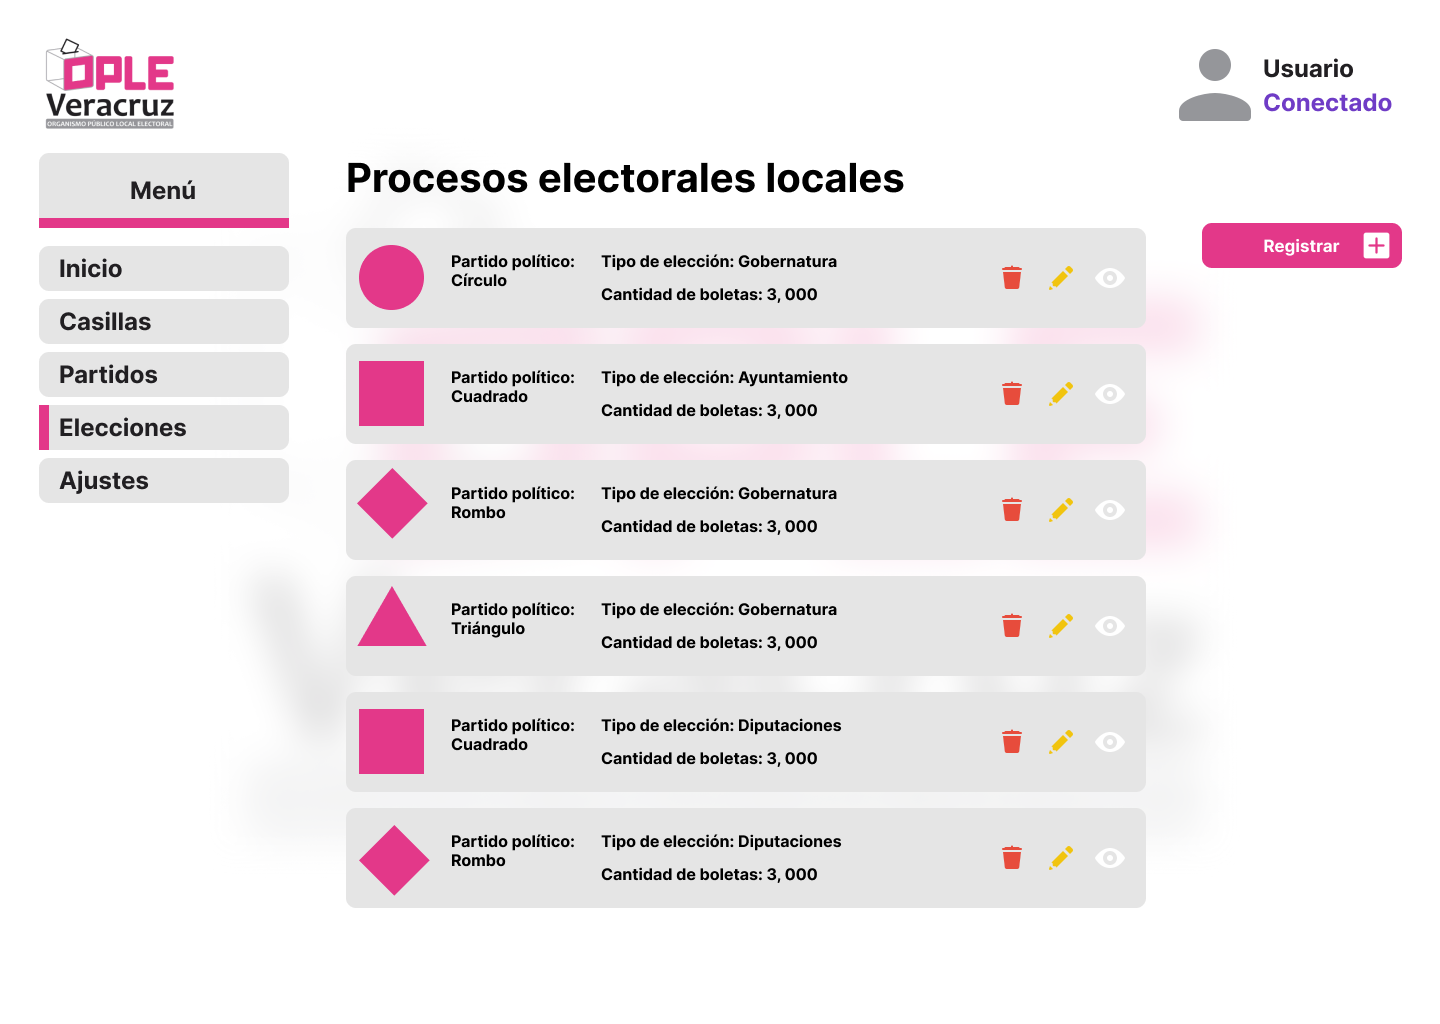 OPLE
Veracruz
ORGANISMO PÚBLICO LOCAL ELECTORAL
Usuario
Conectado
Menú
Inicio
Casillas
Partidos
Elecciones
Ajustes
Procesos electorales locales
Registrar
Partido político:
Círculo
Tipo de elección: Gobernatura
Cantidad de boletas: 3, 000
Partido político:
Cuadrado
Tipo de elección: Ayuntamiento
Cantidad de boletas: 3, 000
Partido político:
Rombo
Tipo de elección: Gobernatura
Cantidad de boletas: 3, 000
Partido político:
Triángulo
Tipo de elección: Gobernatura
Cantidad de boletas: 3, 000
Partido político:
Cuadrado
Tipo de elección: Diputaciones
Cantidad de boletas: 3, 000
Partido político:
Rombo
Tipo de elección: Diputaciones
Cantidad de boletas: 3, 000